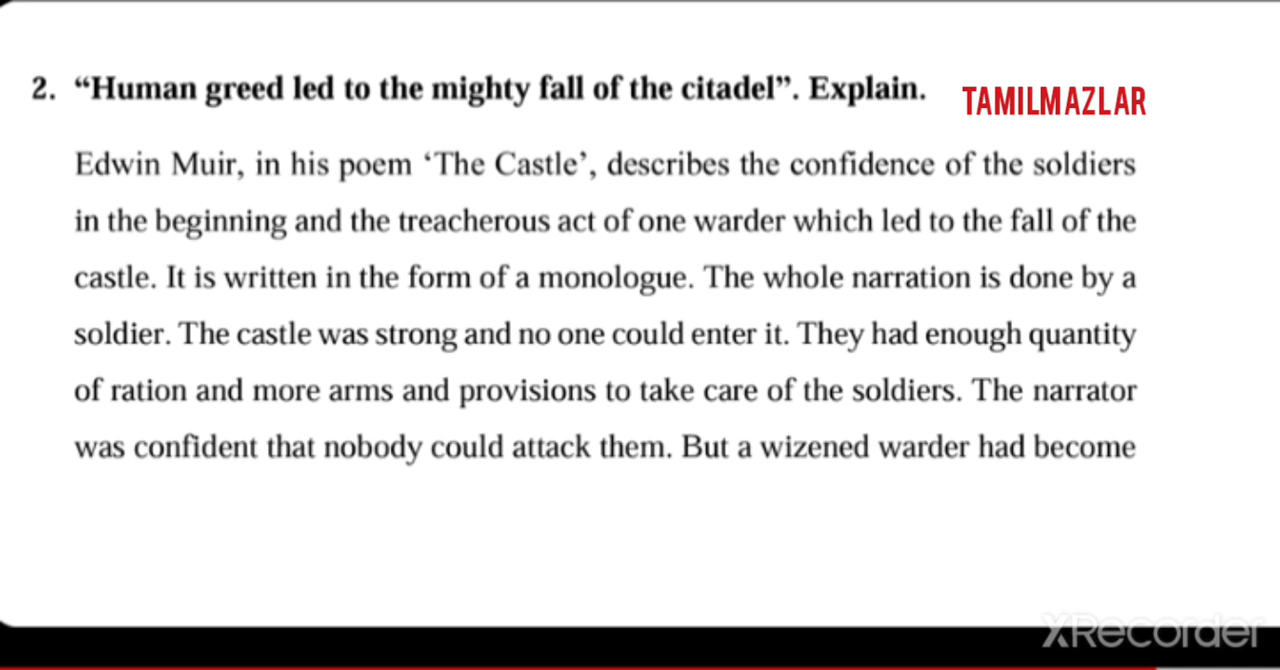 2. “Human greed led to the mighty fall of the citadel”. Explain. TAMILMAZLAR
Edwin Muir, in his poem ‘The Castle’, describes the confidence of the soldiers
in the beginning and the treacherous act of one warder which led to the fall of the
castle. It is written in the form of a monologue. The whole narration is done by a
soldier. The castle was strong and no one could enter it. They had enough quantity
of ration and more arms and provisions to take care of the soldiers. The narrator
was confident that nobody could attack them. But a wizened warder had become
XRecorder